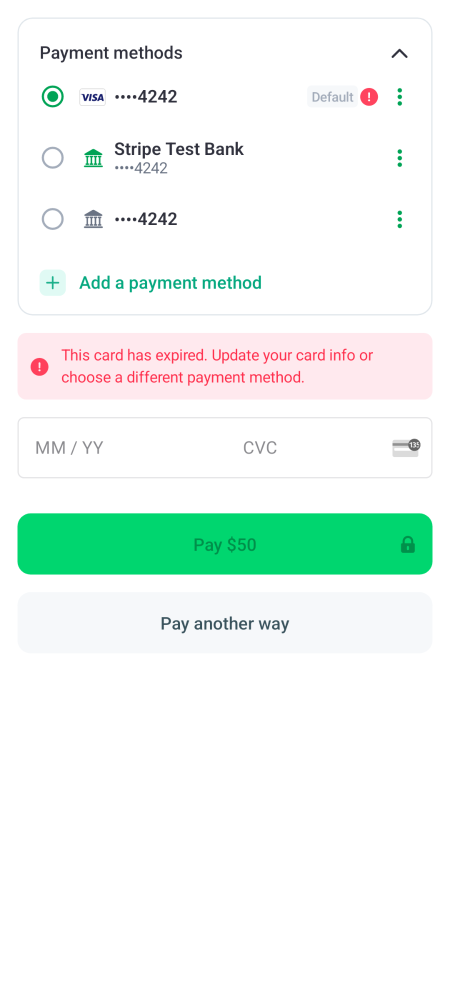 Payment methods
VISA ••••4242 Default !
Stripe Test Bank
••••4242
••••4242
+ Add a payment method
! This card has expired. Update your card info or
choose a different payment method.
MM / YY CVC 135
Pay $50
Pay another way